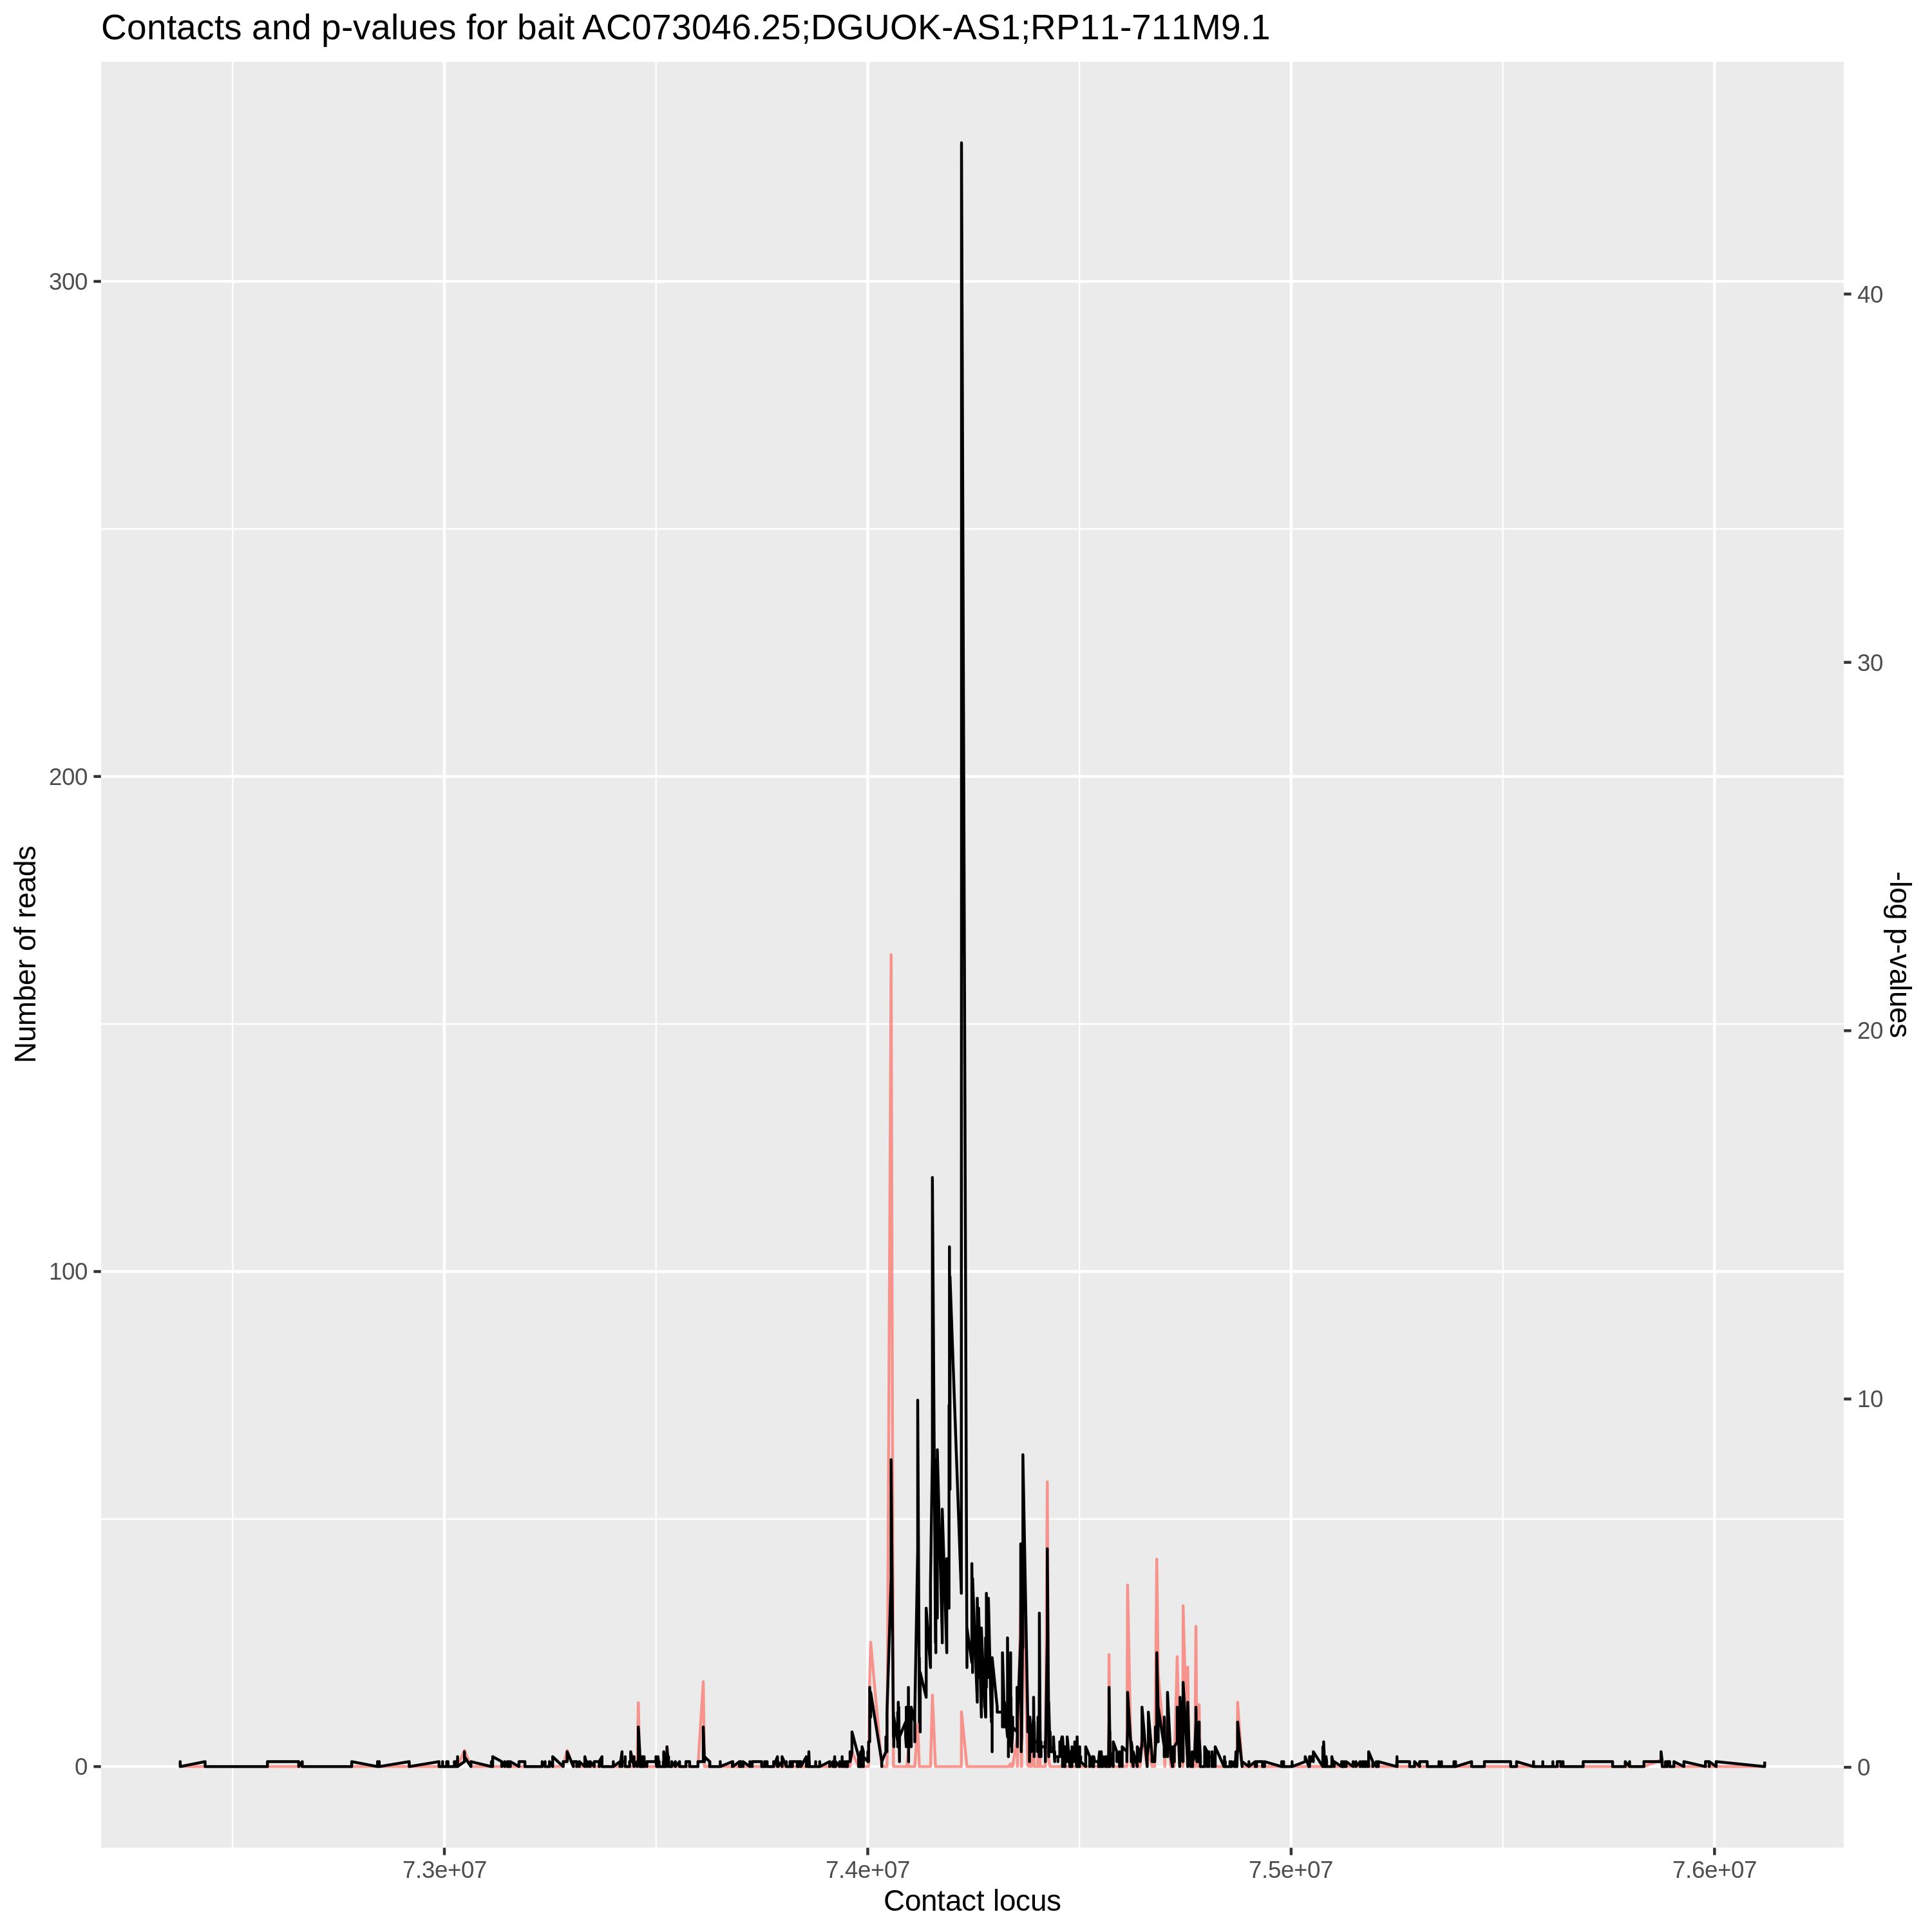 Contacts and p-values for bait AC073046.25;DGUOK-AS1;RP11-711M9.1
300
200
100
0
Number of reads
40
30
20
10
0
-log p-values
7.3e+07
7.4e+07
7.5e+07
7.6e+07
Contact locus